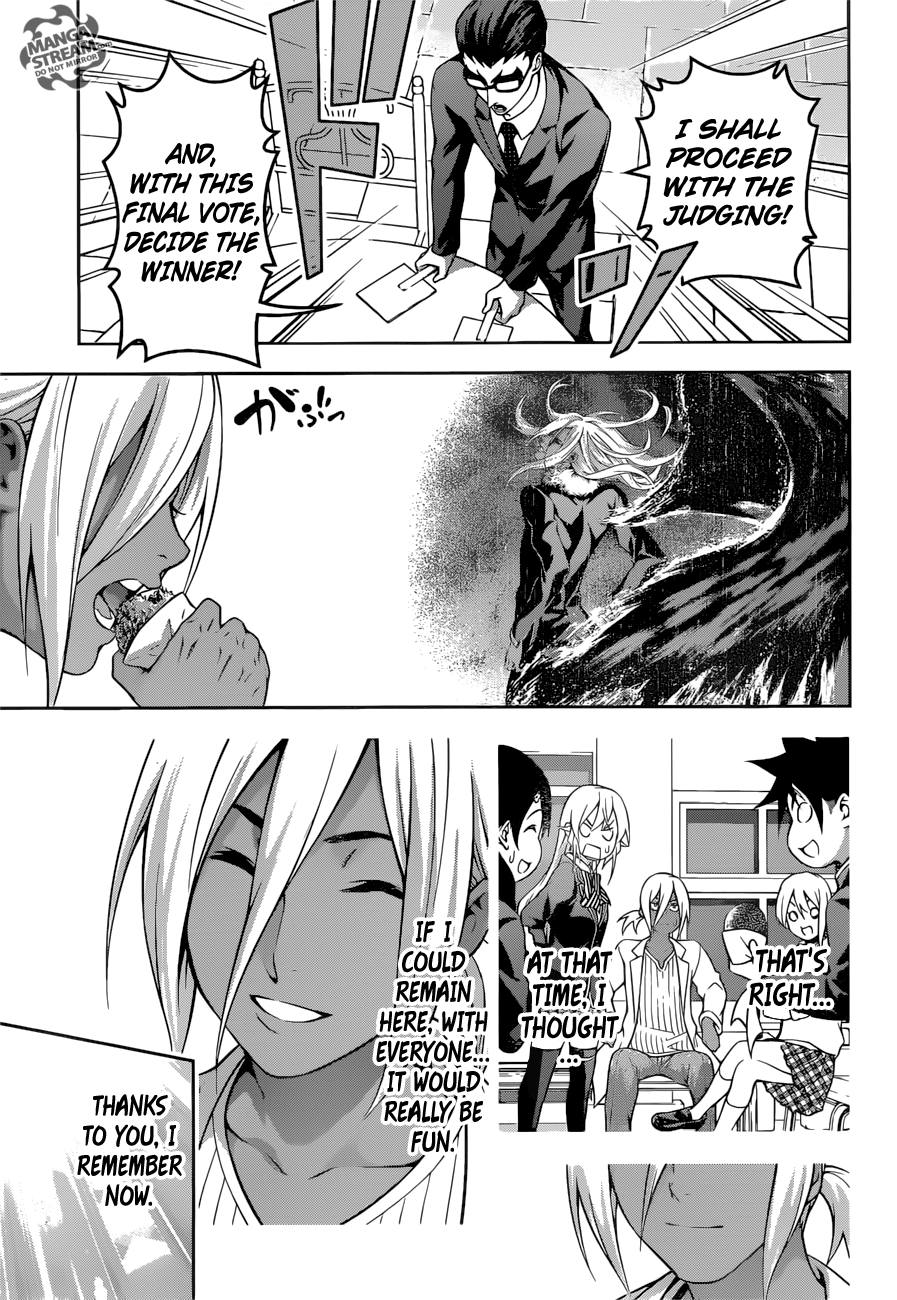 MANGA
STREAM.com
DO NOT MIRROR
I SHALL
PROCEED
WITH THE
JUDGING!
AND,
WITH THIS
FINAL VOTE,
DECIDE THE
WINNER!
がぶっ
THAT'S
RIGHT...
AT THAT
TIME, I
THOUGHT
...
IF I
COULD
REMAIN
HERE, WITH
EVERYONE...
IT WOULD
REALLY BE
FUN.
THANKS
TO YOU, I
REMEMBER
NOW.